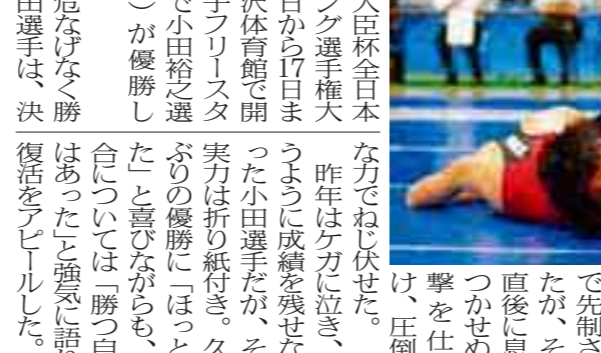 大臣杯全日本
ング選手権大
日から17日ま
沢体育館で開
手フリースタ
で小田裕之選
）が優勝し
危なげなく勝
田選手は、決
で先制さ
たが、そ
直後に息
つかせめ
撃を仕
け、圧倒
な力でねじ伏せた。
昨年はケガに泣き、
うように成績を残せな
った小田選手だが、そ
実力は折り紙付き。久
ぶりの優勝に「ほっと
た」と喜びながらも、
合については「勝つ自
はあった」と強気に語り
復活をアピールした。